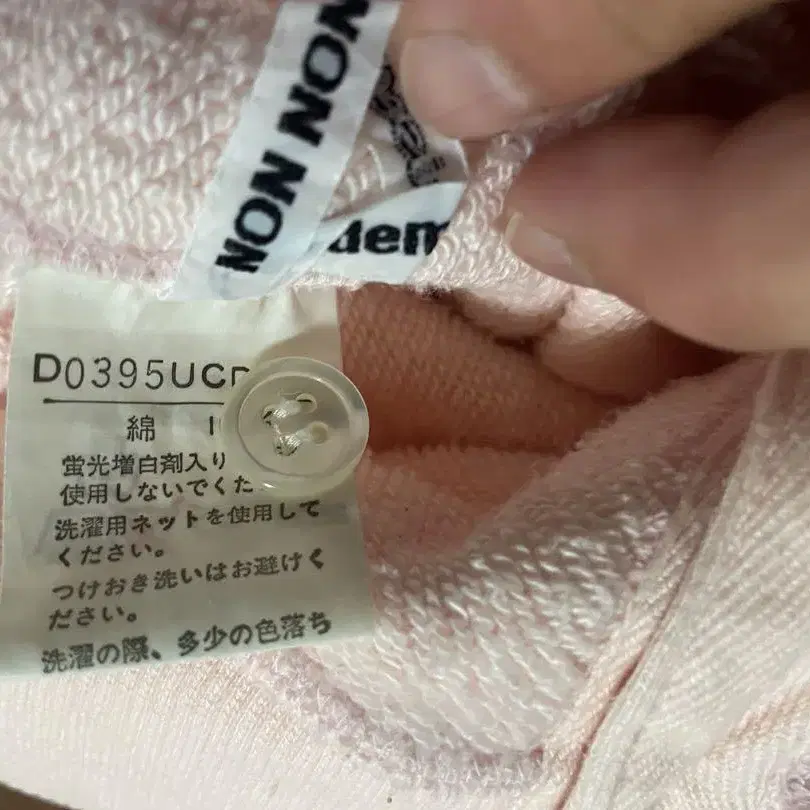 NON NON
dem
D0395UC
綿
蛍光増白剤入り
使用しないでくだ
洗濯用ネットを使用して
ください。
つけおき洗いはお避けく
ださい。
洗濯の際、多少の色落ち